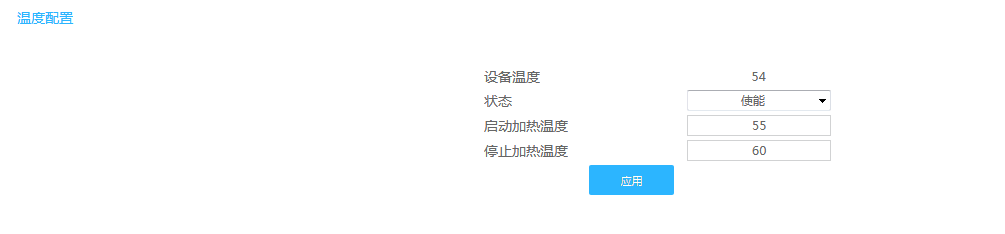 温度配置
设备温度 54
状态 使能
启动加热温度 55
停止加热温度 60
应用